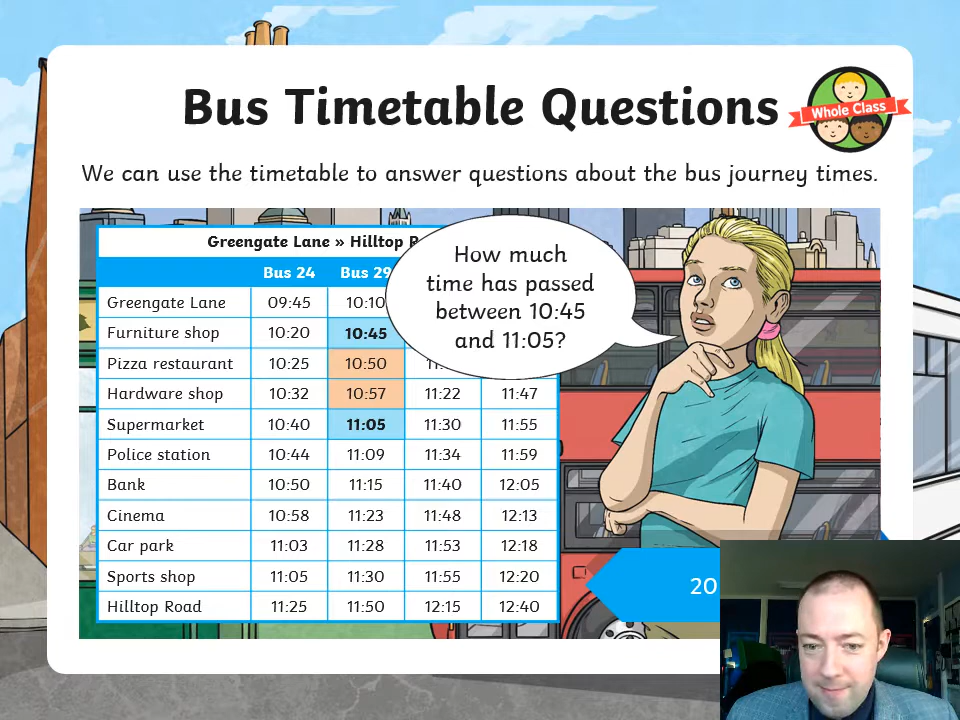 Bus Timetable Questions
Whole Class
We can use the timetable to answer questions about the bus journey times.
Greengate Lane » Hilltop
Bus 24 Bus 29
Greengate Lane 09:45 10:10
Furniture shop 10:20 10:45
Pizza restaurant 10:25 10:50
Hardware shop 10:32 10:57 11:22 11:47
Supermarket 10:40 11:05 11:30 11:55
Police station 10:44 11:09 11:34 11:59
Bank 10:50 11:15 11:40 12:05
Cinema 10:58 11:23 11:48 12:13
Car park 11:03 11:28 11:53 12:18
Sports shop 11:05 11:30 11:55 12:20
Hilltop Road 11:25 11:50 12:15 12:40
How much
time has passed
between 10:45
and 11:05?
20